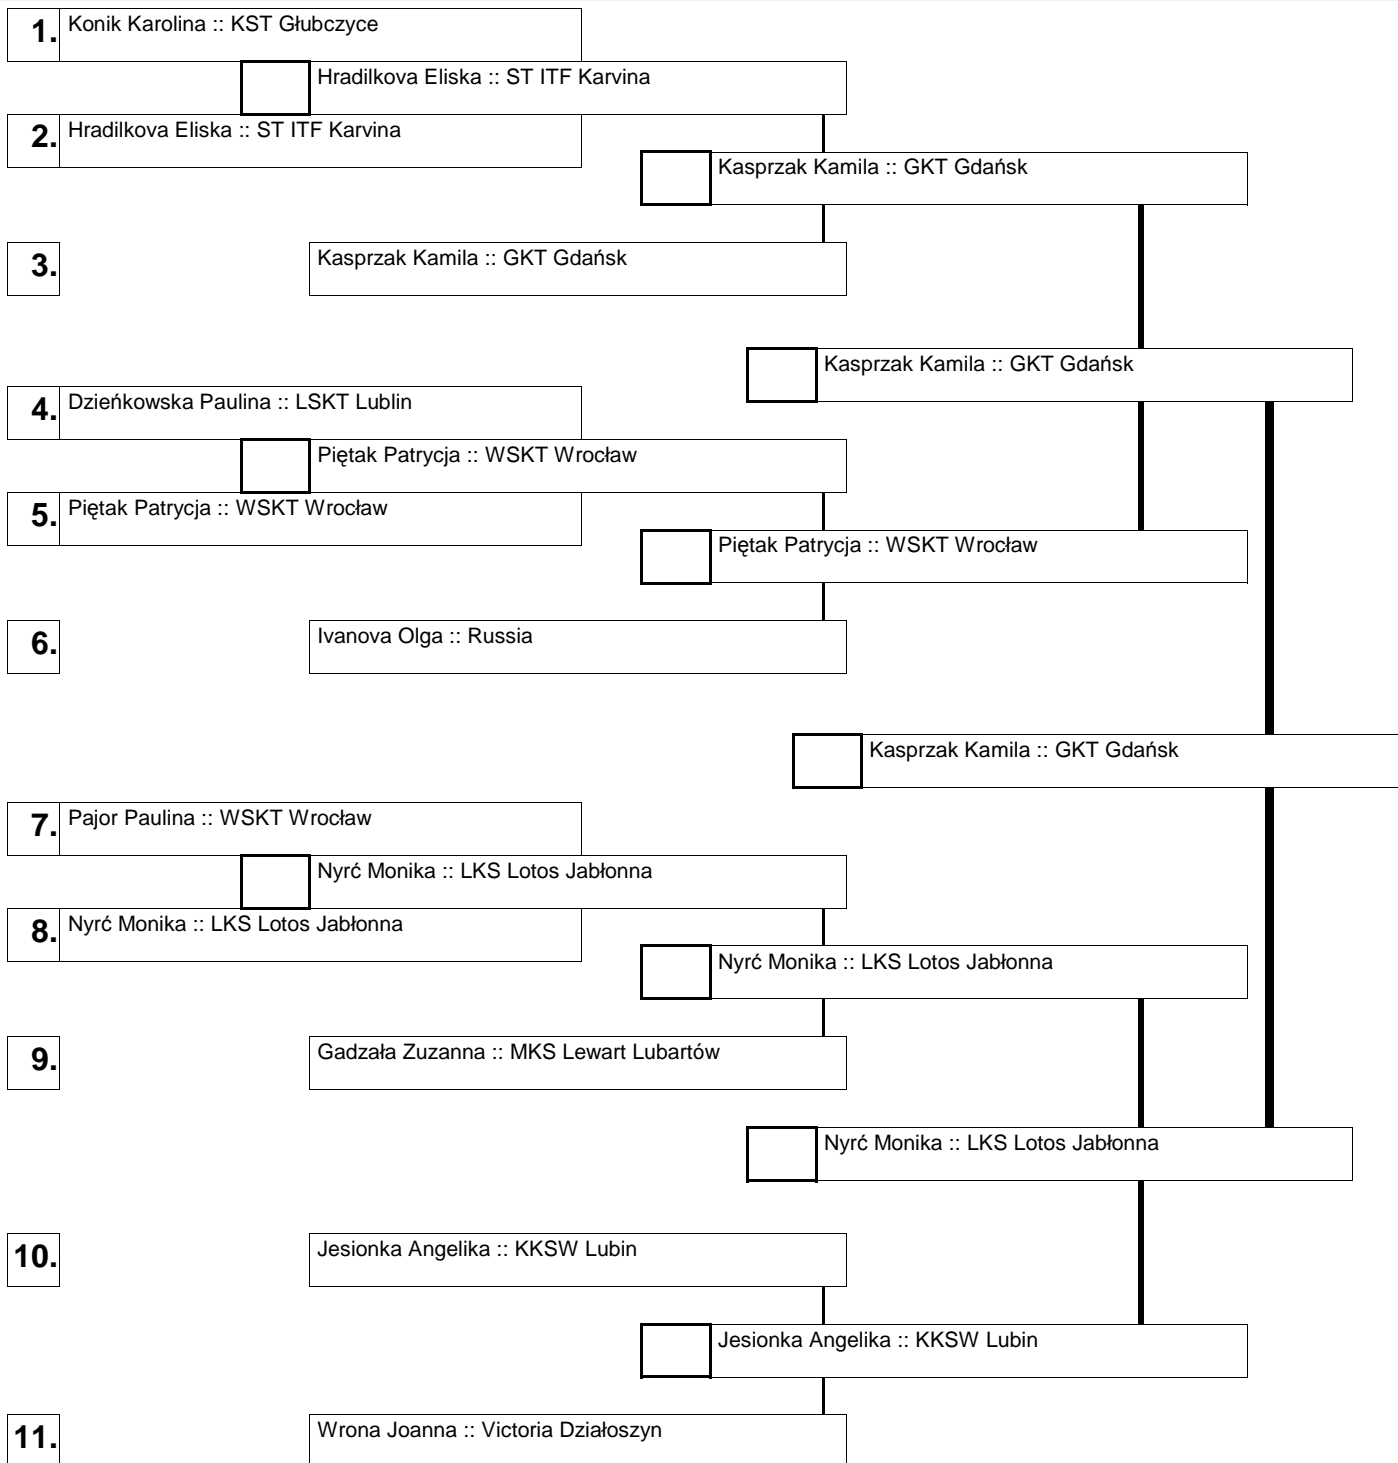 1. Konik Karolina :: KST Głubczyce
Hradilkova Eliska :: ST ITF Karvina
2. Hradilkova Eliska :: ST ITF Karvina
Kasprzak Kamila :: GKT Gdańsk
3. Kasprzak Kamila :: GKT Gdańsk
Kasprzak Kamila :: GKT Gdańsk
4. Dzieńkowska Paulina :: LSKT Lublin
Piętak Patrycja :: WSKT Wrocław
5. Piętak Patrycja :: WSKT Wrocław
Piętak Patrycja :: WSKT Wrocław
6. Ivanova Olga :: Russia
Kasprzak Kamila :: GKT Gdańsk
7. Pajor Paulina :: WSKT Wrocław
Nyrć Monika :: LKS Lotos Jabłonna
8. Nyrć Monika :: LKS Lotos Jabłonna
Nyrć Monika :: LKS Lotos Jabłonna
9. Gadzała Zuzanna :: MKS Lewart Lubartów
Nyrć Monika :: LKS Lotos Jabłonna
10. Jesionka Angelika :: KKSW Lubin
Jesionka Angelika :: KKSW Lubin
11. Wrona Joanna :: Victoria Działoszyn